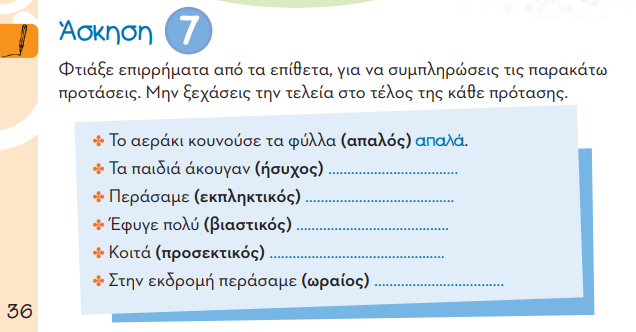 Άσκηση 7
Φτιάξε επιρρήματα από τα επίθετα, για να συμπληρώσεις τις παρακάτω
προτάσεις. Μην ξεχάσεις την τελεία στο τέλος της κάθε πρότασης.
✤ Το αεράκι κουνούσε τα φύλλα (απαλός) απαλά.
✤ Τα παιδιά άκουγαν (ήσυχος) ................................
✤ Περάσαμε (εκπληκτικός) .....................................
✤ Έφυγε πολύ (βιαστικός) ......................................
✤ Κοιτά (προσεκτικός) ...........................................
✤ Στην εκδρομή περάσαμε (ωραίος) ................................
36